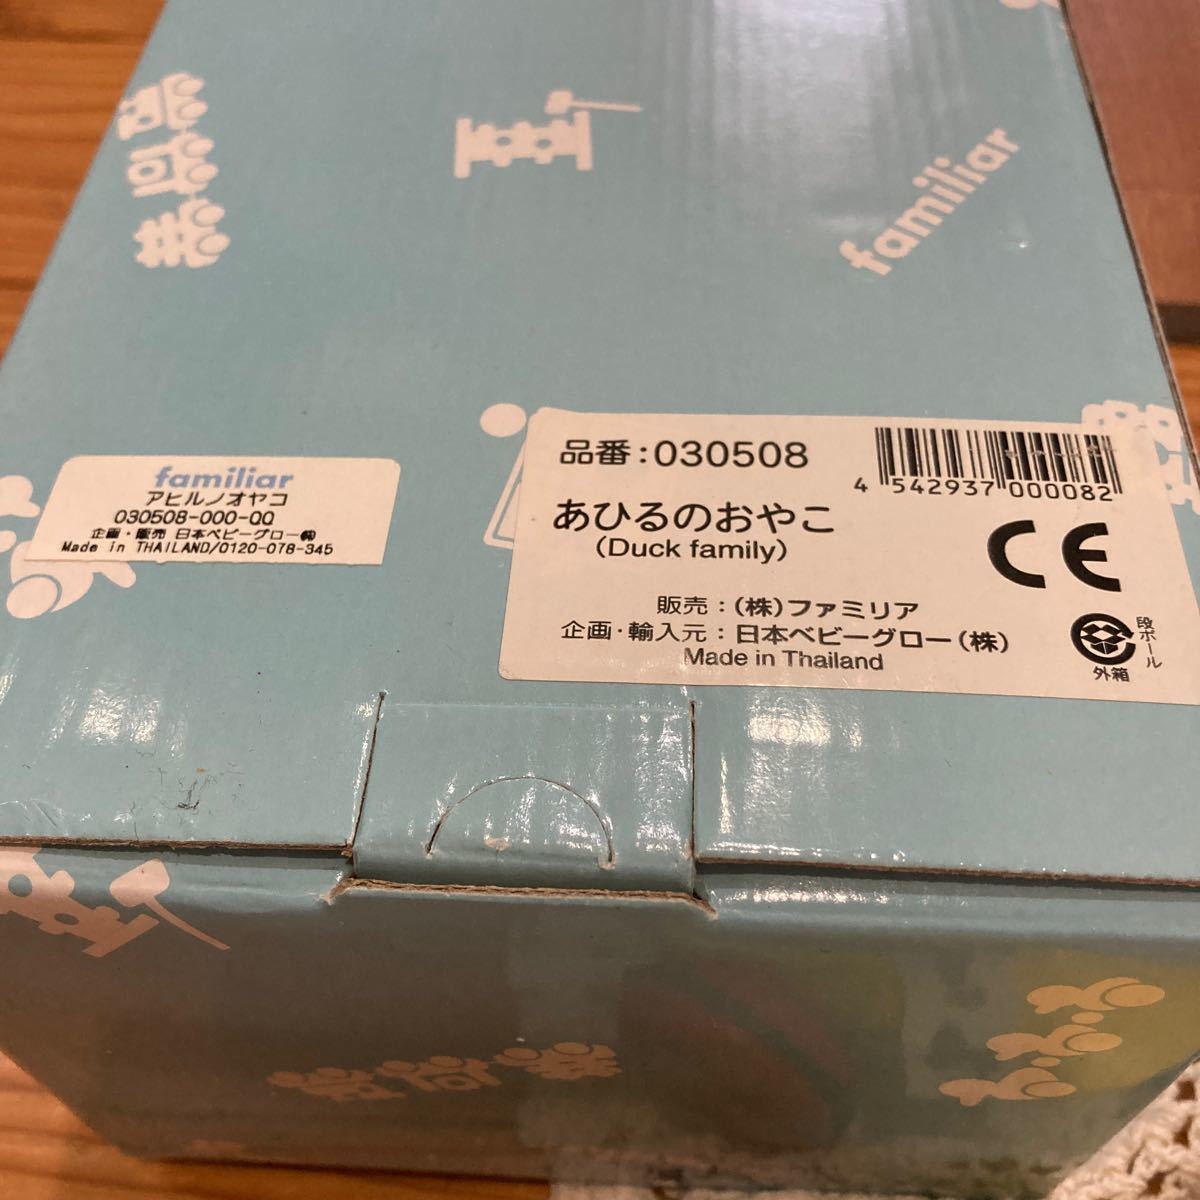 familiar
familiar
アヒルノオヤコ
030508-000-QQ
企画・販売 日本ベビーグロー㈱
Made in THAILAND/0120-078-345
品番:030508
4 542937 000082
あひるのおやこ
(Duck family)
CE
販売:(株)ファミリア
企画・輸入元:日本ベビーグロー(株)
Made in Thailand
段ボール
外箱